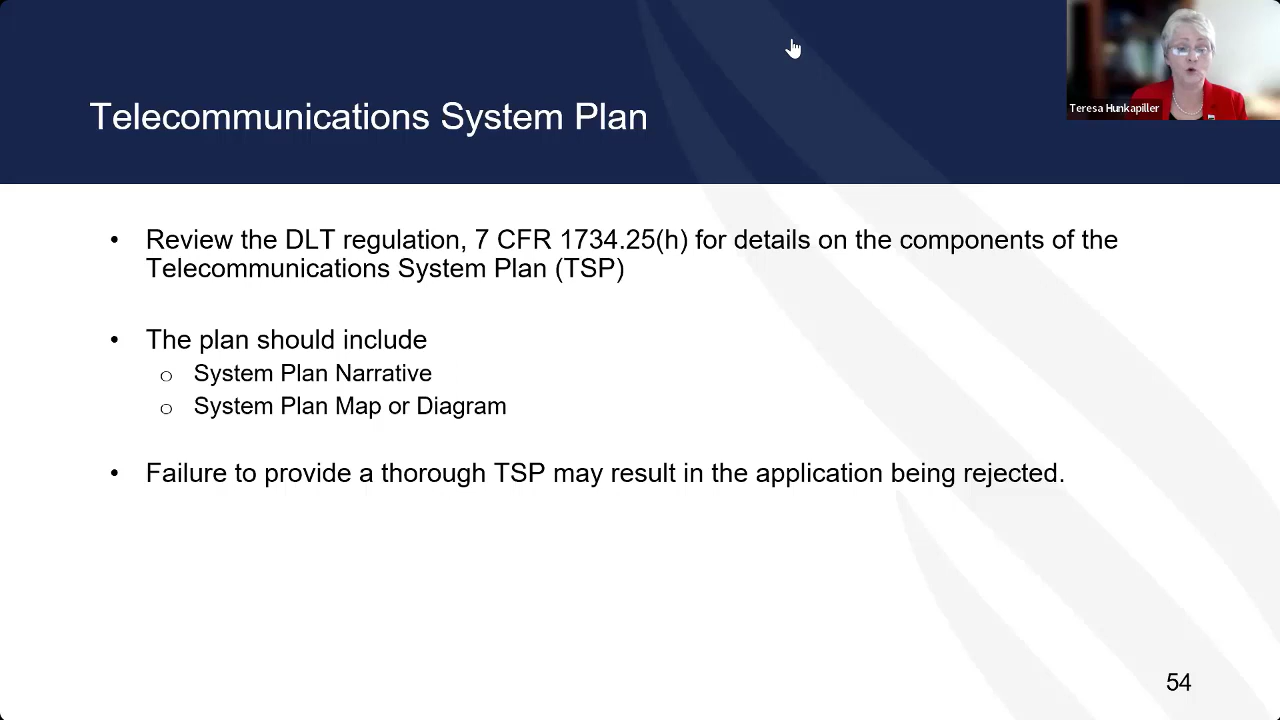 Telecommunications System Plan
Teresa Hunkapiller
• Review the DLT regulation, 7 CFR 1734.25(h) for details on the components of the
Telecommunications System Plan (TSP)
• The plan should include
o System Plan Narrative
o System Plan Map or Diagram
• Failure to provide a thorough TSP may result in the application being rejected.
54